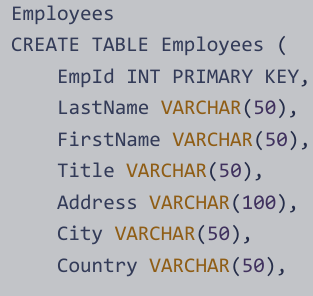 Employees
CREATE TABLE Employees (
    EmpId INT PRIMARY KEY,
    LastName VARCHAR(50),
    FirstName VARCHAR(50),
    Title VARCHAR(50),
    Address VARCHAR(100),
    City VARCHAR(50),
    Country VARCHAR(50),